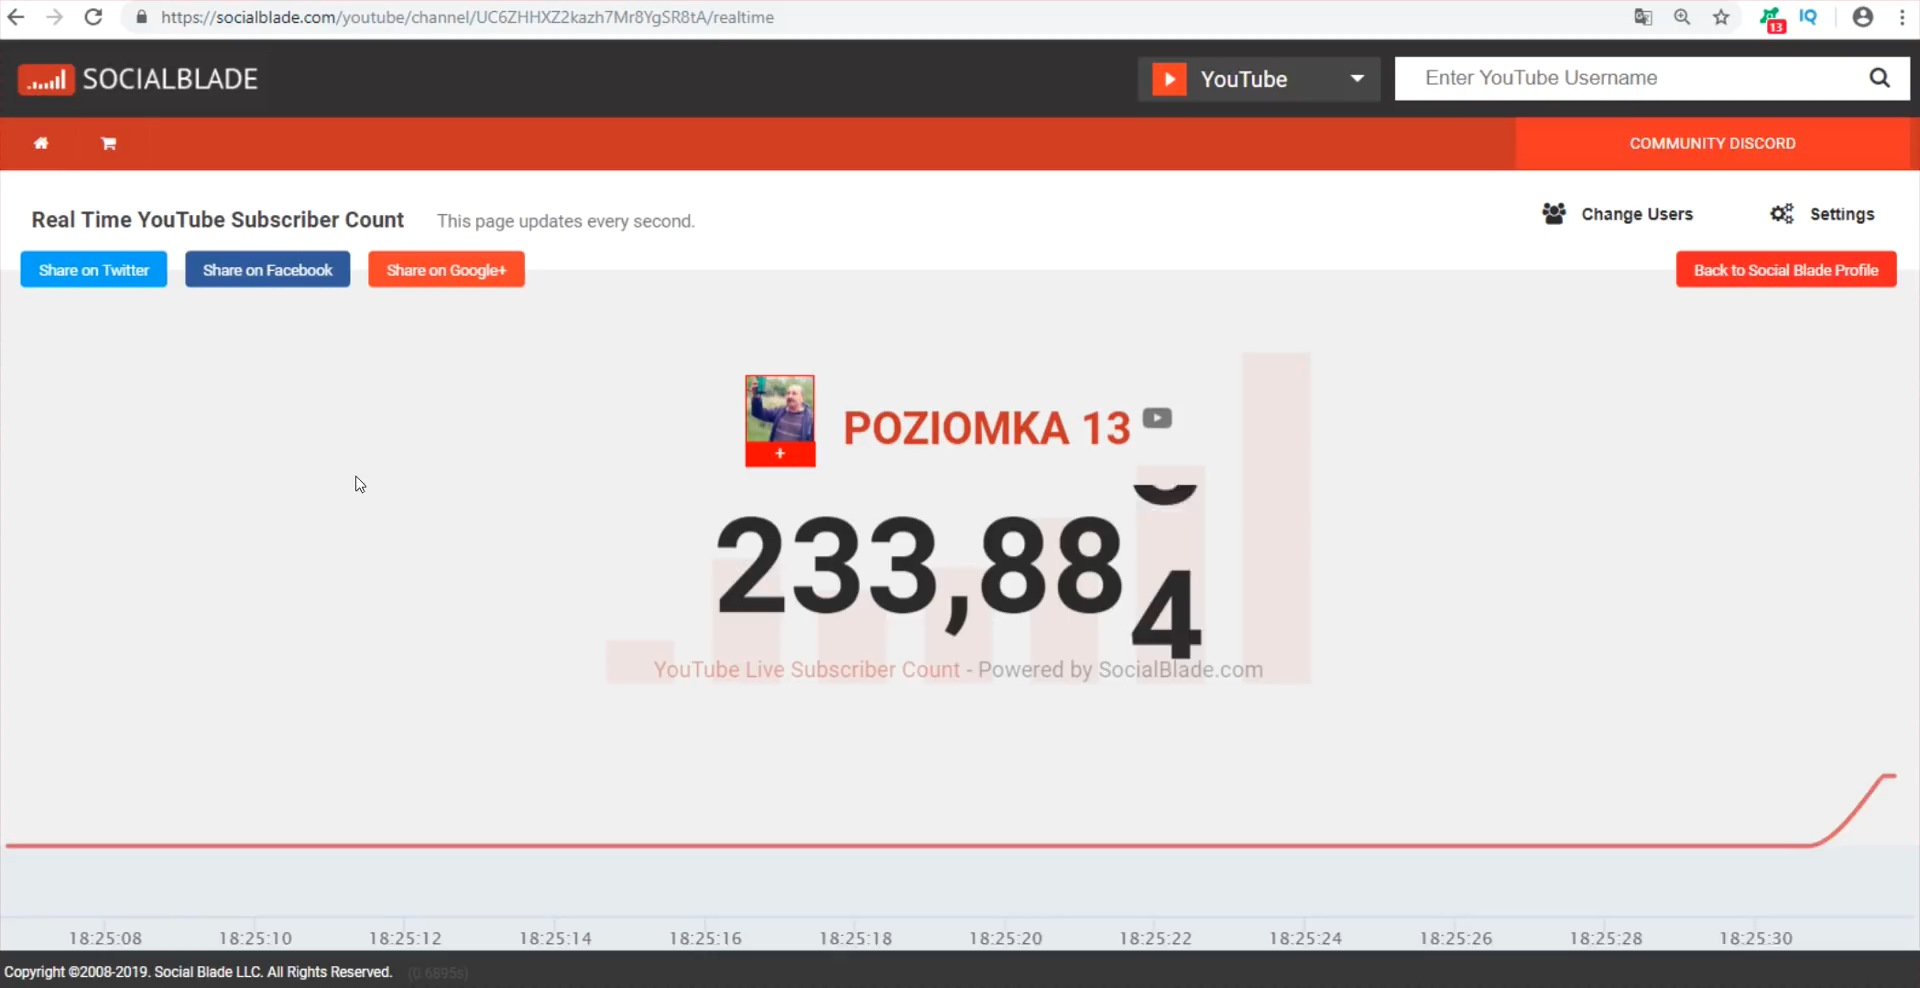 https://socialblade.com/youtube/channel/UC6ZHHXZ2kazh7Mr8YgSR8tA/realtime
13
IQ
SOCIALBLADE
YouTube
Enter YouTube Username
COMMUNITY DISCORD
Real Time YouTube Subscriber Count This page updates every second.
Change Users Settings
Share on Twitter Share on Facebook Share on Google+
Back to Social Blade Profile
POZIOMKA 13
+
233,884
YouTube Live Subscriber Count - Powered by SocialBlade.com
18:25:08 18:25:10 18:25:12 18:25:14 18:25:16 18:25:18 18:25:20 18:25:22 18:25:24 18:25:26 18:25:28 18:25:30
Copyright ©2008-2019. Social Blade LLC. All Rights Reserved. (0.6895s)